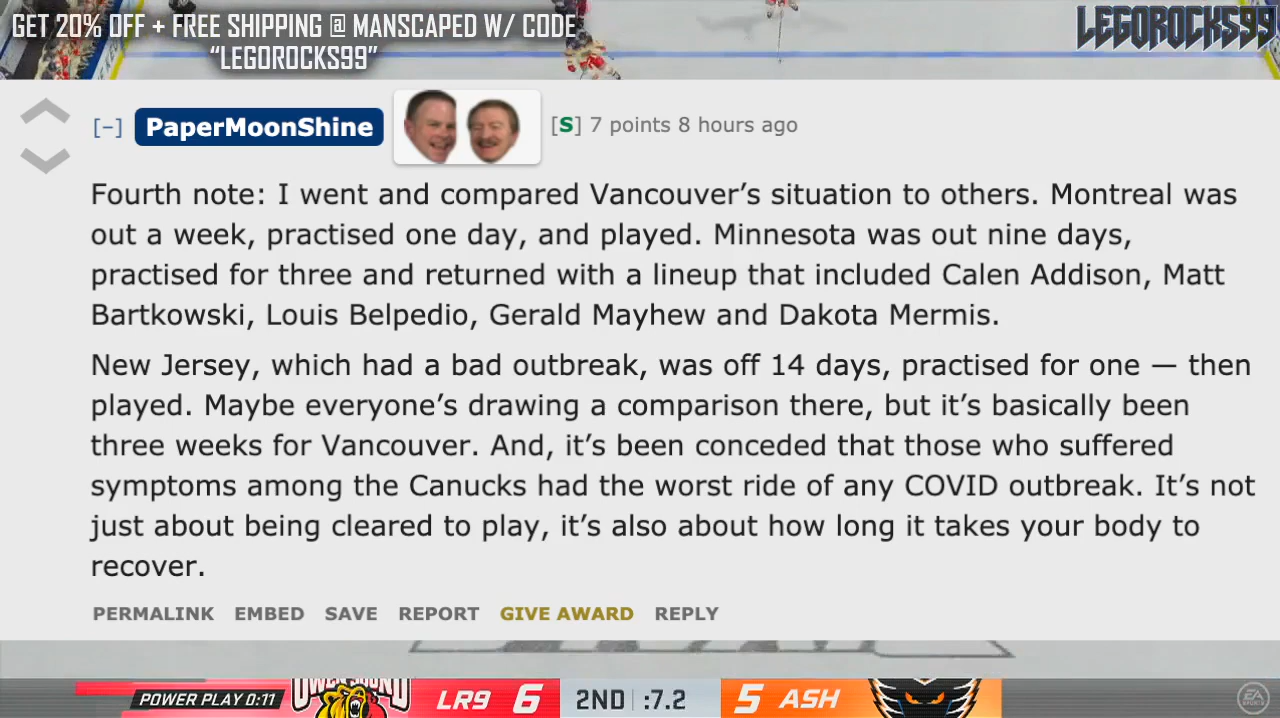 GET 20% OFF + FREE SHIPPING @ MANSCAPED W/ CODE
"LEGOROCKS99"
LEGOROCKS99
[–] PaperMoonShine [S] 7 points 8 hours ago
Fourth note: I went and compared Vancouver’s situation to others. Montreal was
out a week, practised one day, and played. Minnesota was out nine days,
practised for three and returned with a lineup that included Calen Addison, Matt
Bartkowski, Louis Belpedio, Gerald Mayhew and Dakota Mermis.
New Jersey, which had a bad outbreak, was off 14 days, practised for one — then
played. Maybe everyone’s drawing a comparison there, but it’s basically been
three weeks for Vancouver. And, it’s been conceded that those who suffered
symptoms among the Canucks had the worst ride of any COVID outbreak. It’s not
just about being cleared to play, it’s also about how long it takes your body to
recover.
PERMALINK EMBED SAVE REPORT GIVE AWARD REPLY
POWER PLAY 0:11 OWEN SOUND LR9 6 2ND :7.2 5 ASH
EA SPORTS